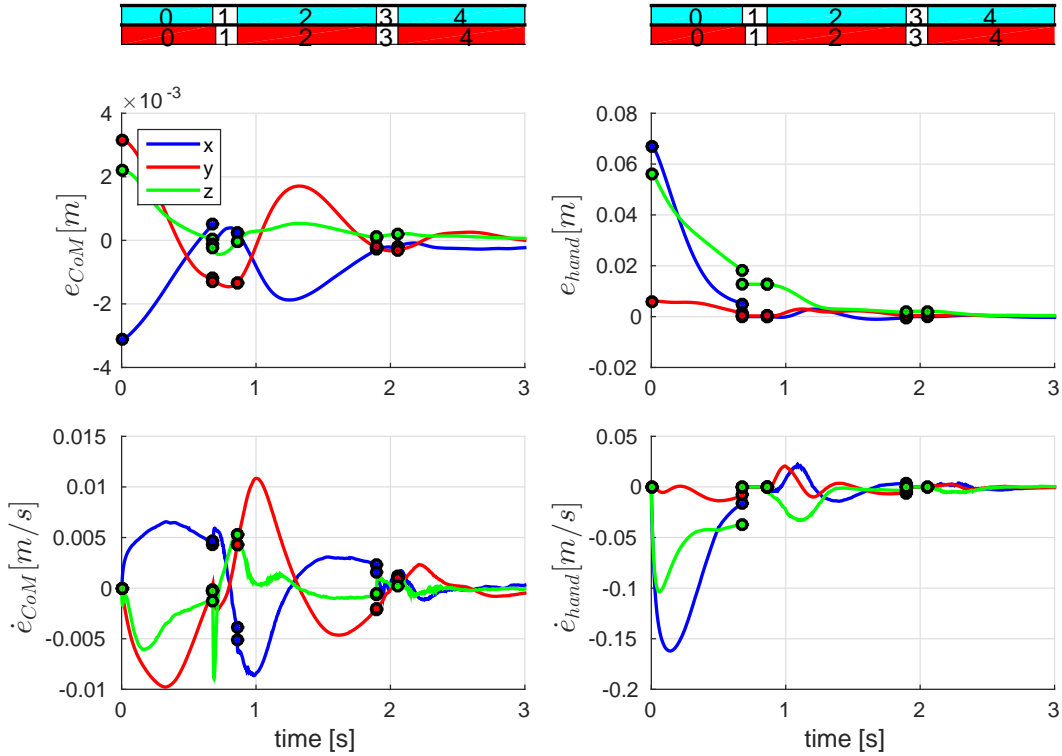 0 1 2 3 4 0 1 2 3 4
0 1 2 3 4 0 1 2 3 4
×10 -3
4 0.08
x
y
z
2 0.06
0.04
0 0.02
-2 0
-4 -0.02
e_CoM [m] e_hand [m]
0 1 2 3 0 1 2 3
0.015 0.05
0.01 0
0.005 -0.05
0 -0.1
-0.005 -0.15
-0.01 -0.2
ė_CoM [m/s] ė_hand [m/s]
0 1 2 3 0 1 2 3
time [s] time [s]